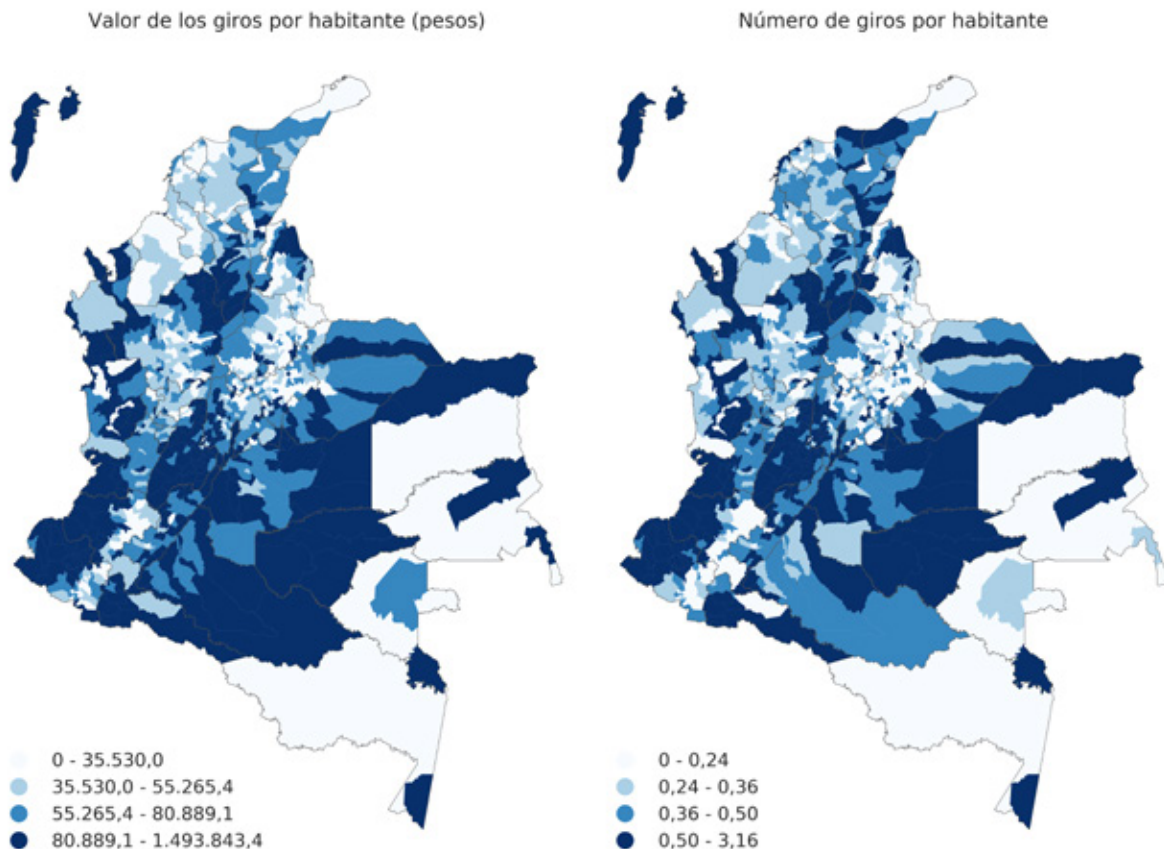 Valor de los giros por habitante (pesos)
Número de giros por habitante
0 - 35.530,0
35.530,0 - 55.265,4
55.265,4 - 80.889,1
80.889,1 - 1.493.843,4
0 - 0,24
0,24 - 0,36
0,36 - 0,50
0,50 - 3,16